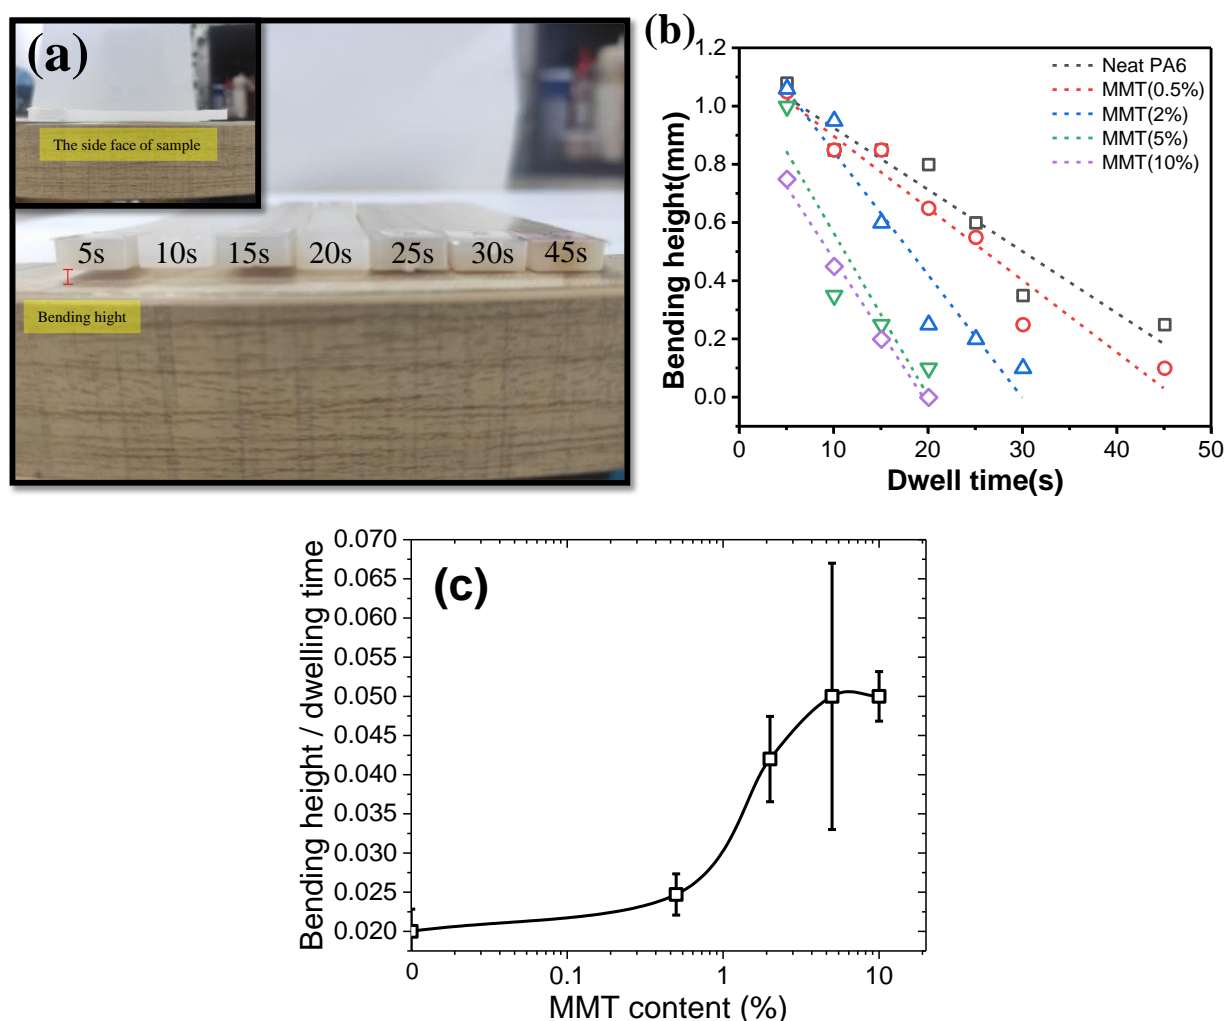 (a)
The side face of sample
5s 10s 15s 20s 25s 30s 45s
Bending hight
(b)
Bending height(mm)
1.2
1.0
0.8
0.6
0.4
0.2
0.0
Neat PA6
MMT(0.5%)
MMT(2%)
MMT(5%)
MMT(10%)
0 10 20 30 40 50
Dwell time(s)
(c)
Bending height / dwelling time
0.070
0.065
0.060
0.055
0.050
0.045
0.040
0.035
0.030
0.025
0.020
0 0.1 1 10
MMT content (%)